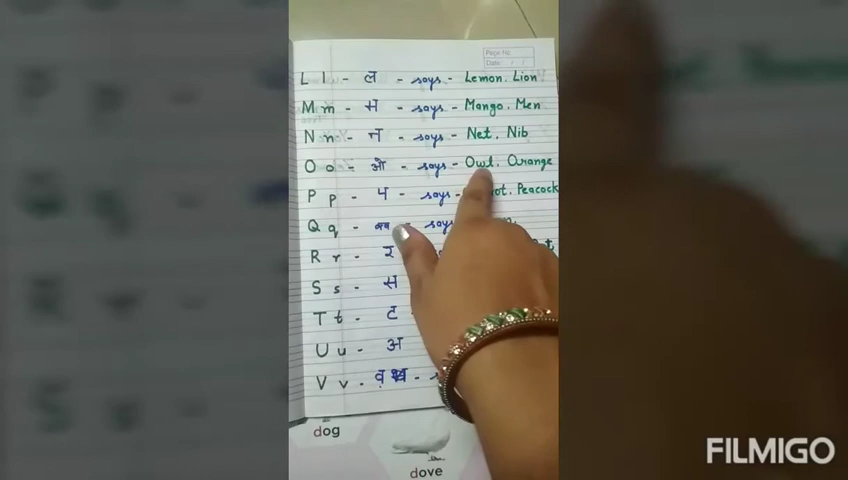 Page No.
Date: / /
L l - ल - says - Lemon. Lion
M m - म - says - Mango. Men
N n - न - says - Net. Nib
O o - ओ - says - Owl. Orange
P p - प - says - Peacock
Q q - says
R r - र
S s - स
T t - ट
U u - अ
V v - व़ -
dog
dove
FILMIGO